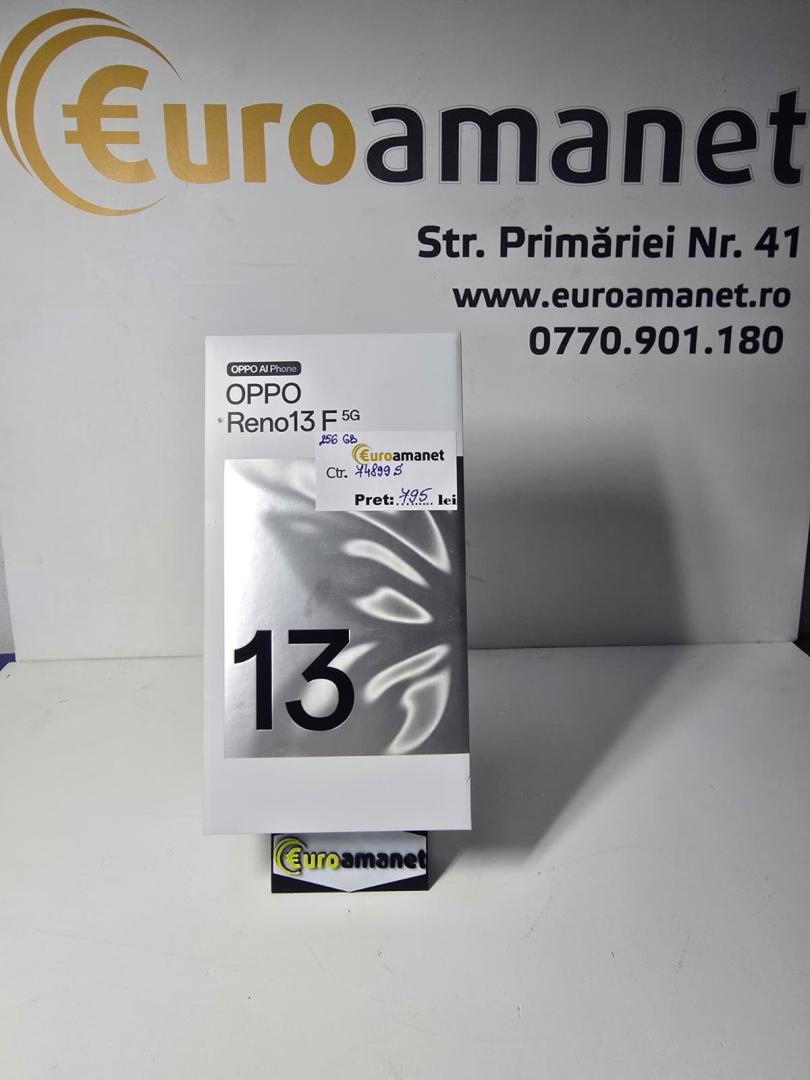 €uroamanet
Str. Primăriei Nr. 41
www.euroamanet.ro
0770.901.180
OPPO AI Phone
OPPO
Reno13 F 5G
256 GB
€uroamanet
Ctr. 74899 S
Pret:.795..... lei
13
€uroamanet